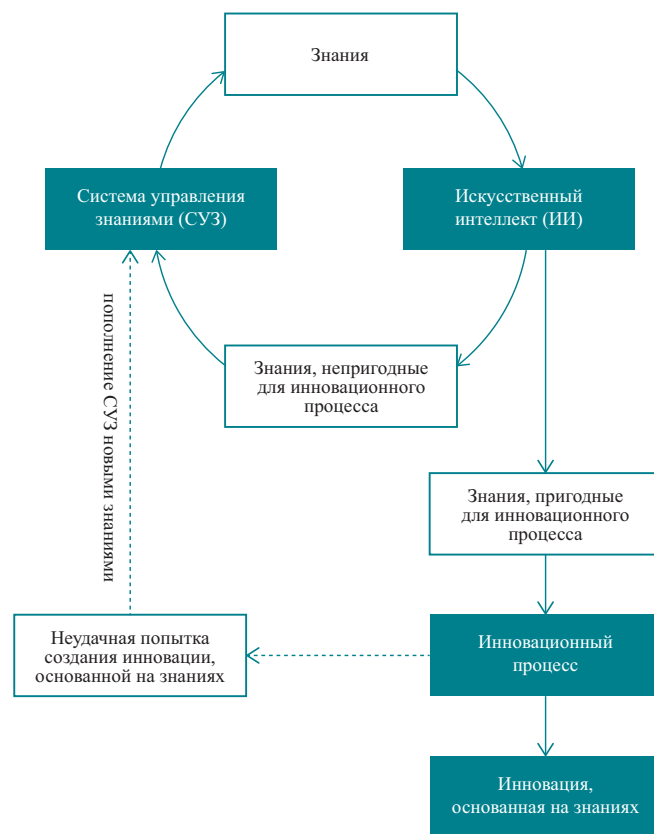 Знания
Система управления
знаниями (СУЗ)
Искусственный
интеллект (ИИ)
Знания, непригодные
для инновационного
процесса
пополнение СУЗ новыми знаниями
Знания, пригодные
для инновационного
процесса
Неудачная попытка
создания инновации,
основанной на знаниях
Инновационный
процесс
Инновация,
основанная на знаниях